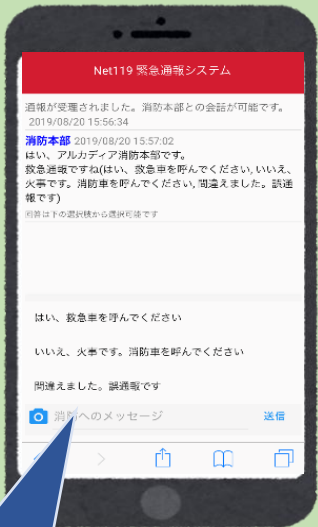 Net119 緊急通報システム
通報が受理されました。消防本部との会話が可能です。
2019/08/20 15:56:34
消防本部 2019/08/20 15:57:02
はい、アルカディア消防本部です。
救急通報ですね(はい、救急車を呼んでください, いいえ、
火事です。消防車を呼んでください, 間違えました。誤通
報です)
回答は下の選択肢から選択可能です
はい、救急車を呼んでください
いいえ、火事です。消防車を呼んでください
間違えました。誤通報です
消防へのメッセージ 送信